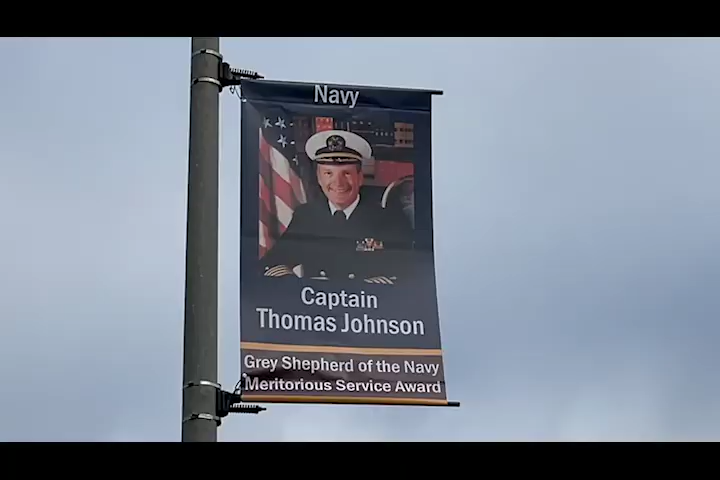 Navy
Captain
Thomas Johnson
Grey Shepherd of the Navy
Meritorious Service Award